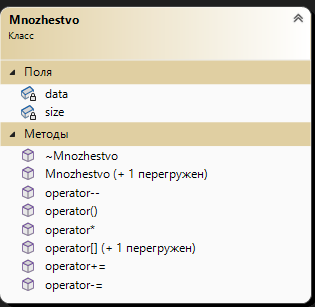 Mnozhestvo
Класс
Поля
data
size
Методы
~Mnozhestvo
Mnozhestvo (+ 1 перегружен)
operator--
operator()
operator*
operator[] (+ 1 перегружен)
operator+=
operator-=